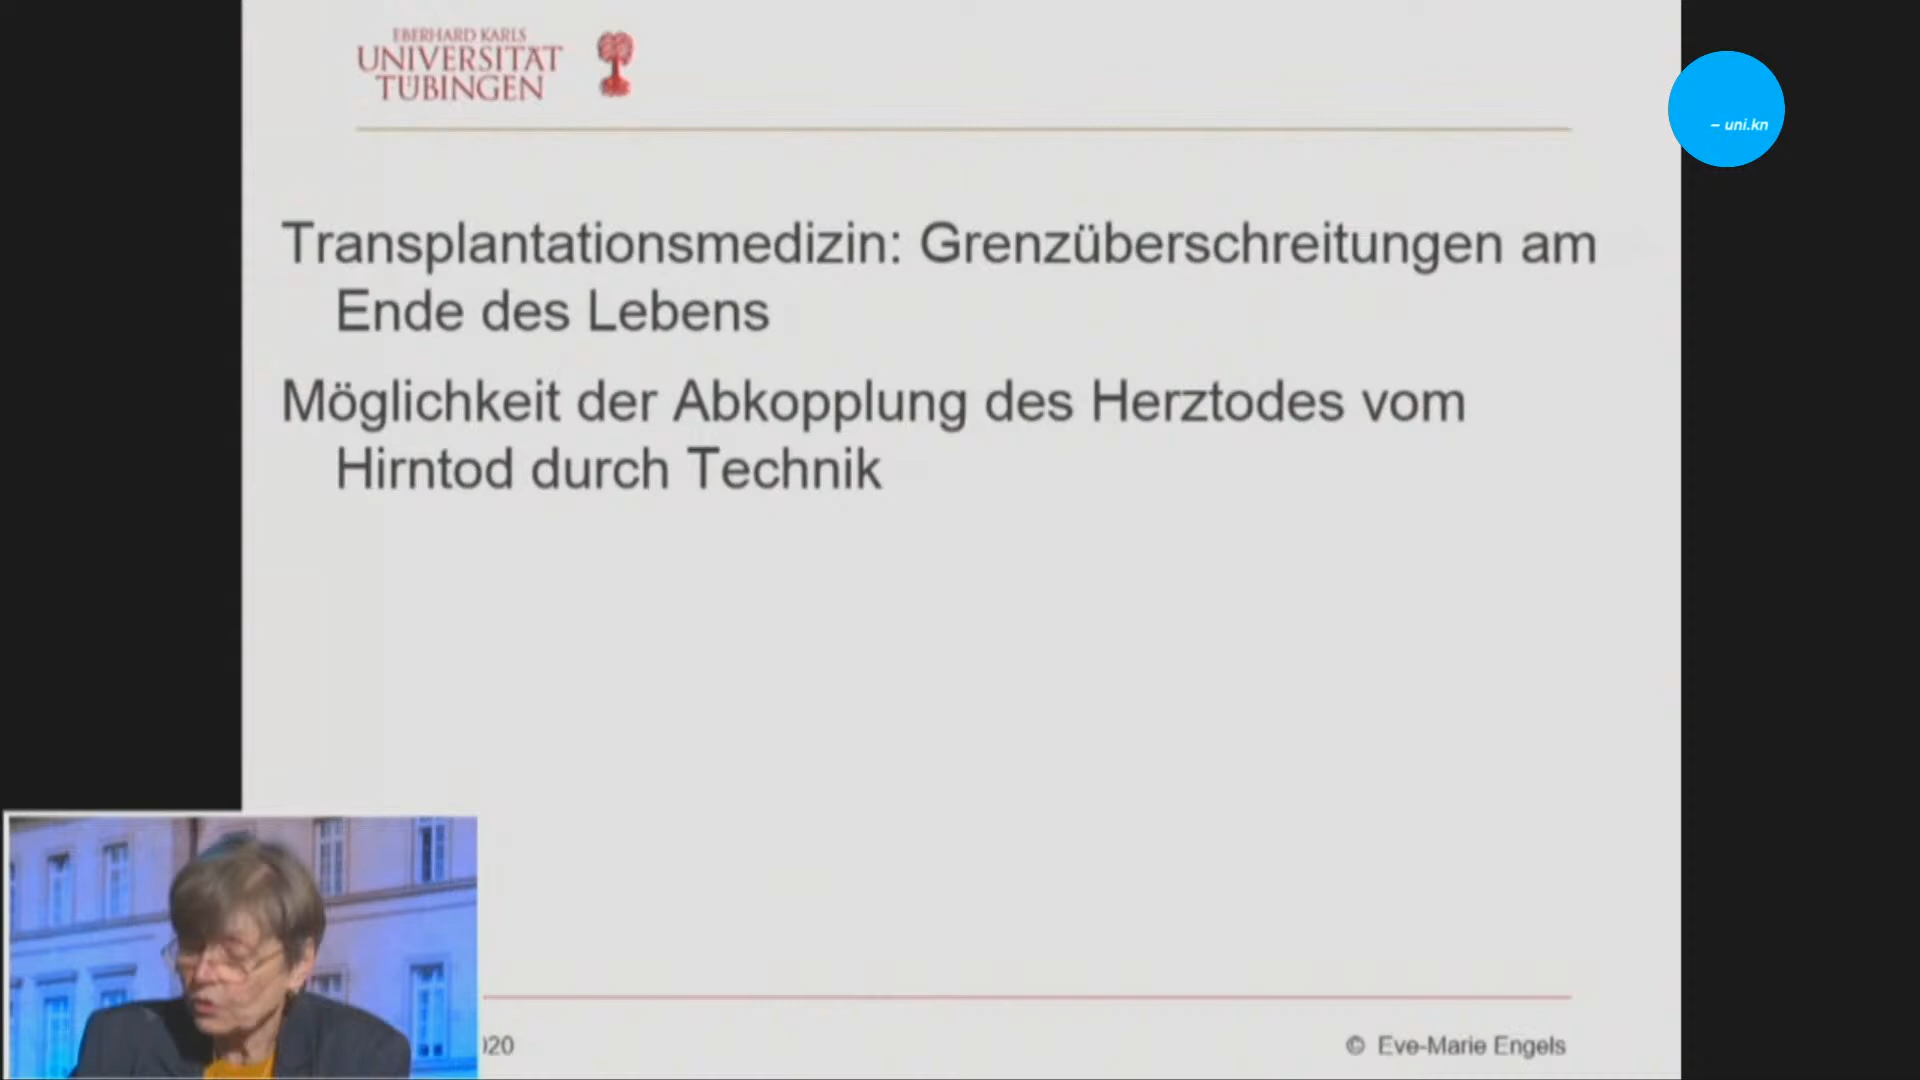 EBERHARD KARLS
UNIVERSITÄT
TÜBINGEN
– uni.kn
Transplantationsmedizin: Grenzüberschreitungen am
Ende des Lebens
Möglichkeit der Abkopplung des Herztodes vom
Hirntod durch Technik
© Eve-Marie Engels